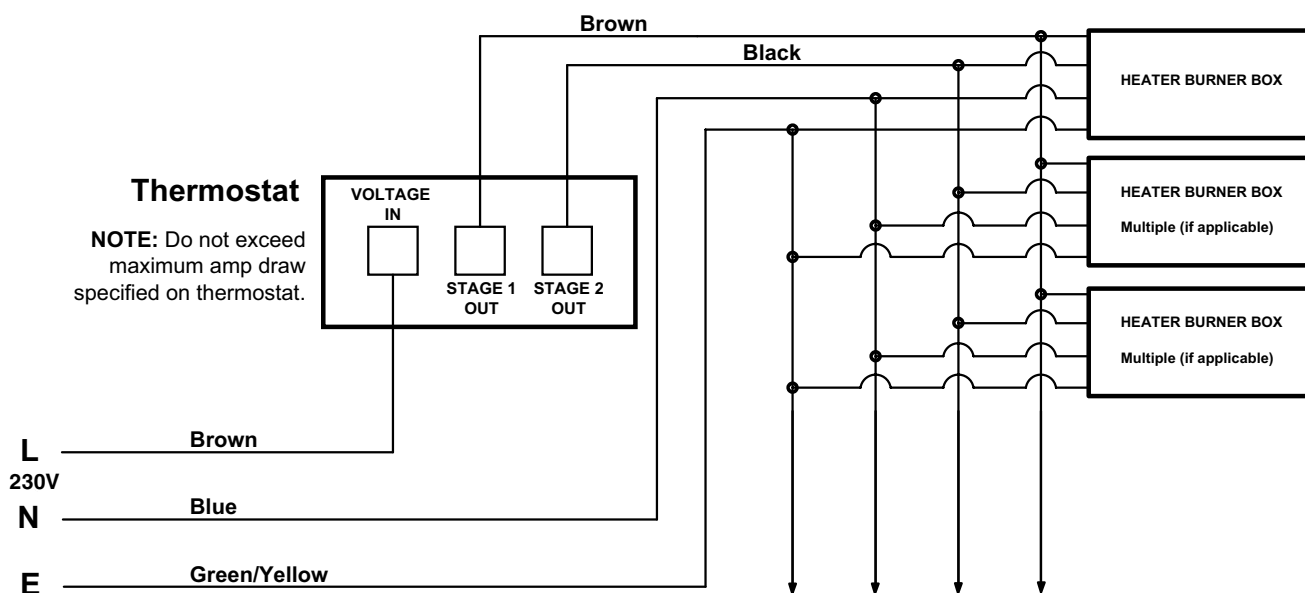 Brown
Black
HEATER BURNER BOX
Thermostat
NOTE: Do not exceed
maximum amp draw
specified on thermostat.
VOLTAGE
IN
STAGE 1
OUT
STAGE 2
OUT
HEATER BURNER BOX
Multiple (if applicable)
HEATER BURNER BOX
Multiple (if applicable)
L
Brown
230V
N
Blue
E
Green/Yellow